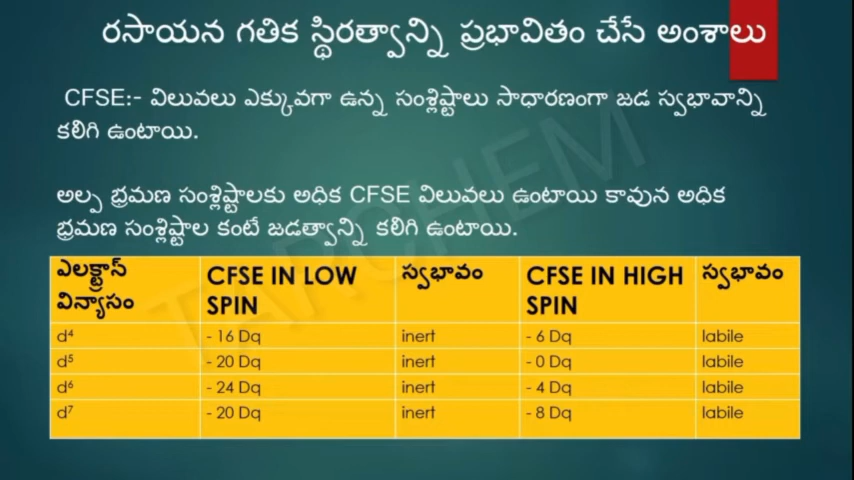 రసాయన గతిక స్థిరత్వాన్ని ప్రభావితం చేసే అంశాలు
CFSE:- విలువలు ఎక్కువగా ఉన్న సంశ్లిష్టాలు సాధారణంగా జడ స్వభావాన్ని
కలిగి ఉంటాయి.
అల్ప భ్రమణ సంశ్లిష్టాలకు అధిక CFSE విలువలు ఉంటాయి కావున అధిక
భ్రమణ సంశ్లిష్టాల కంటే జడత్వాన్ని కలిగి ఉంటాయి.
ఎలక్ట్రాన్ విన్యాసం CFSE IN LOW SPIN స్వభావం CFSE IN HIGH SPIN స్వభావం
d⁴ - 16 Dq inert - 6 Dq labile
d⁵ - 20 Dq inert - 0 Dq labile
d⁶ - 24 Dq inert - 4 Dq labile
d⁷ - 20 Dq inert - 8 Dq labile